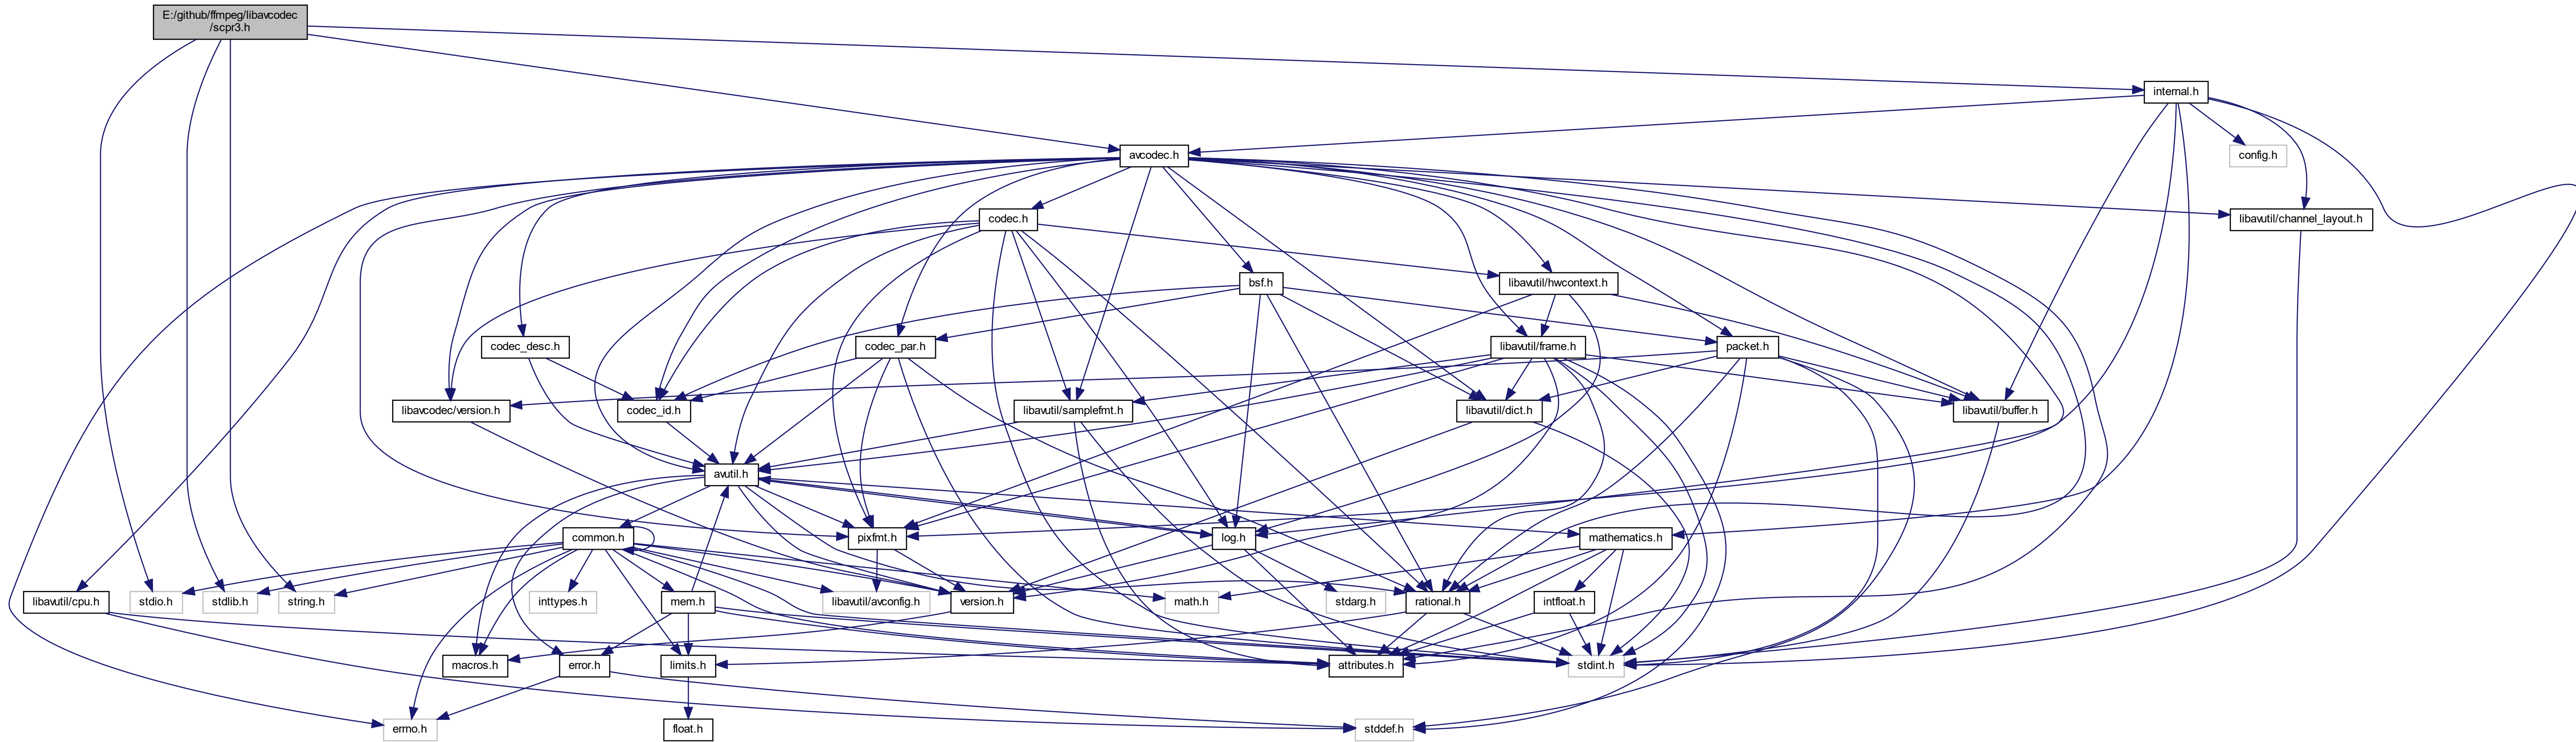 E:/github/ffmpeg/libavcodec
/scpr3.h
internal.h
avcodec.h
config.h
codec.h
libavutil/channel_layout.h
bsf.h
libavutil/hwcontext.h
codec_desc.h
codec_par.h
libavutil/frame.h
packet.h
libavcodec/version.h
codec_id.h
libavutil/samplefmt.h
libavutil/dict.h
libavutil/buffer.h
avutil.h
common.h
pixfmt.h
log.h
mathematics.h
libavutil/cpu.h
stdio.h
stdlib.h
string.h
inttypes.h
mem.h
libavutil/avconfig.h
version.h
math.h
stdarg.h
rational.h
intfloat.h
macros.h
error.h
limits.h
attributes.h
stdint.h
errno.h
float.h
stddef.h